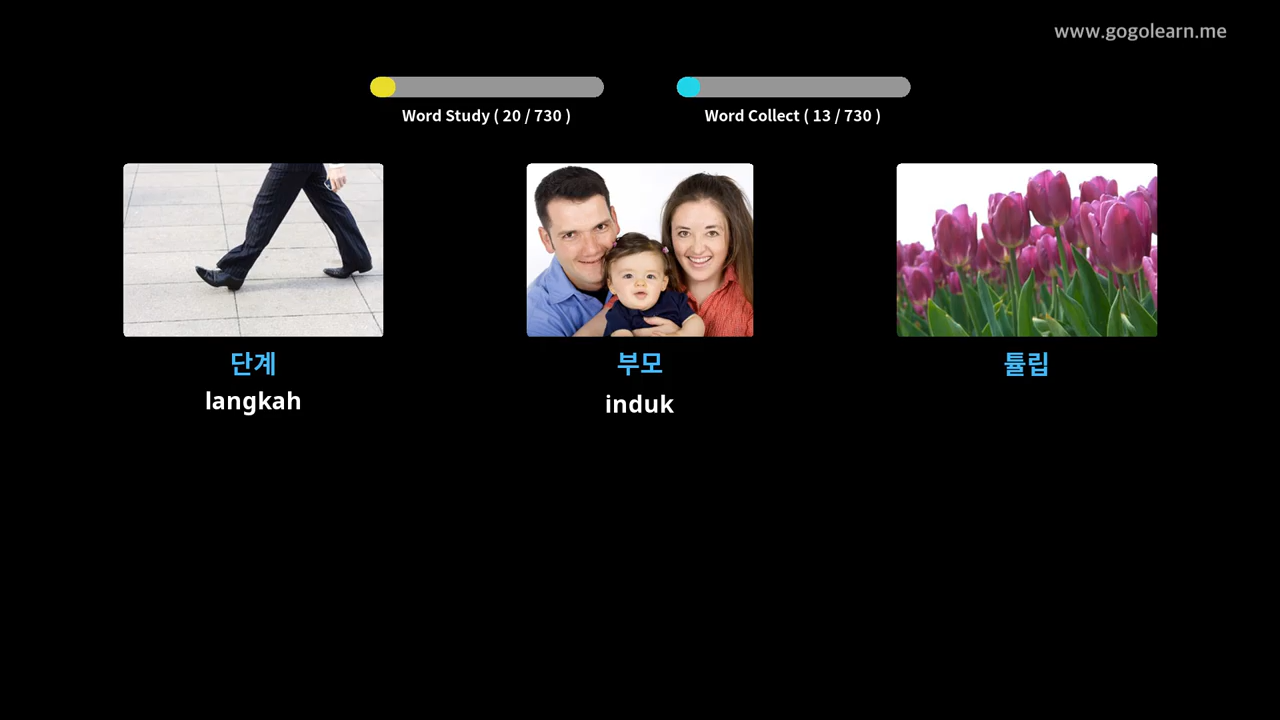 www.gogolearn.me
Word Study ( 20 / 730 )
Word Collect ( 13 / 730 )
단계
langkah
부모
induk
튤립